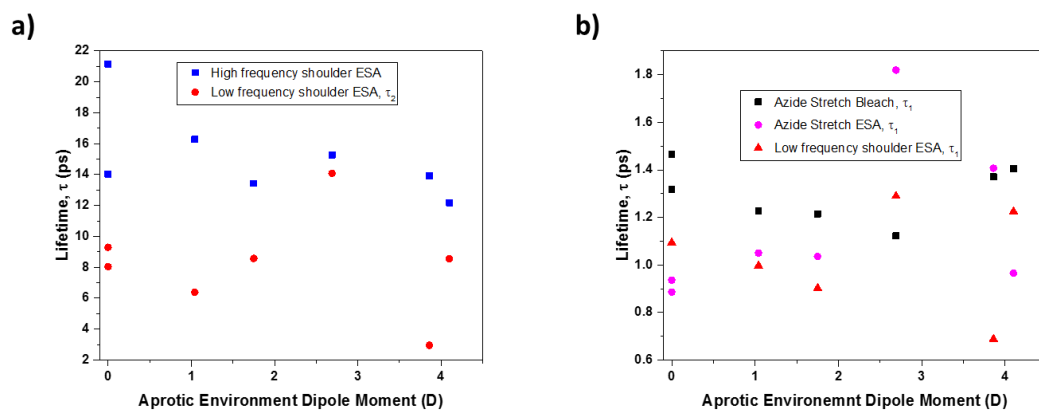 a)
22
20
18
16
14
12
10
8
6
4
2
0
1
2
3
4
Lifetime, τ (ps)
Aprotic Environment Dipole Moment (D)
High frequency shoulder ESA
Low frequency shoulder ESA, τ2
b)
1.8
1.6
1.4
1.2
1.0
0.8
0.6
0
1
2
3
4
Lifetime, τ (ps)
Aprotic Environemnt Dipole Moment (D)
Azide Stretch Bleach, τ1
Azide Stretch ESA, τ1
Low frequency shoulder ESA, τ1